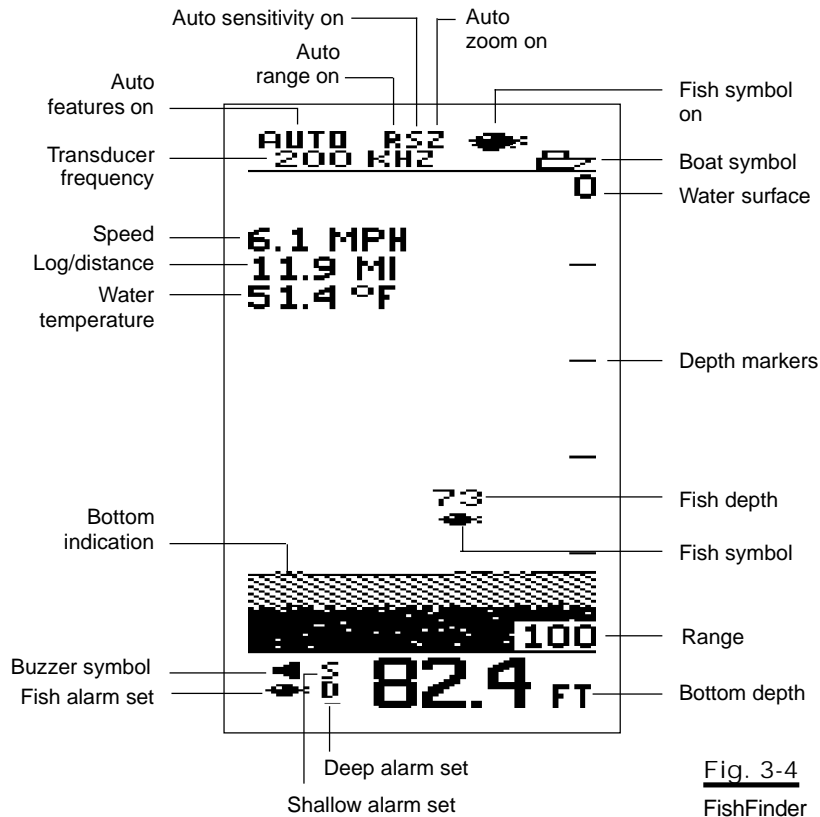 Auto sensitivity on
Auto
zoom on
Auto
range on
Auto
features on
Fish symbol
on
AUTO RSZ
200 KHZ
Transducer
frequency
Boat symbol
0
Water surface
Speed
6.1 MPH
Log/distance
11.9 MI
Water
temperature
51.4 °F
Depth markers
73
Fish depth
Bottom
indication
Fish symbol
100
Range
Buzzer symbol
S
Fish alarm set
D
82.4 FT
Bottom depth
Deep alarm set
Shallow alarm set
Fig. 3-4
FishFinder